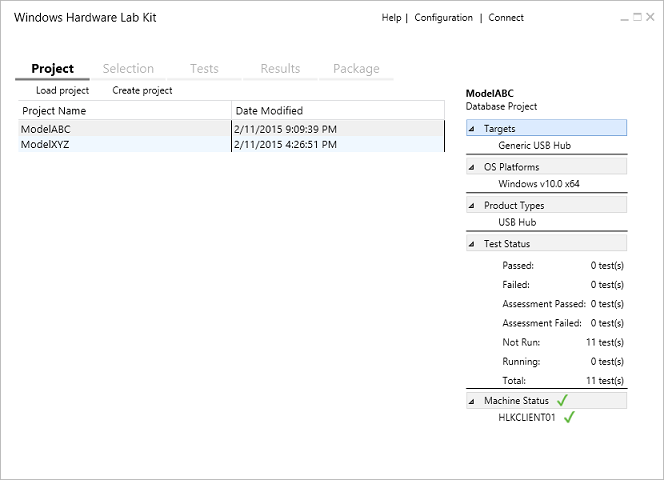 Windows Hardware Lab Kit
Help | Configuration | Connect
Project Selection Tests Results Package
Load project Create project
Project Name Date Modified
ModelABC 2/11/2015 9:09:39 PM
ModelXYZ 2/11/2015 4:26:51 PM
ModelABC
Database Project
Targets
Generic USB Hub
OS Platforms
Windows v10.0 x64
Product Types
USB Hub
Test Status
Passed: 0 test(s)
Failed: 0 test(s)
Assessment Passed: 0 test(s)
Assessment Failed: 0 test(s)
Not Run: 11 test(s)
Running: 0 test(s)
Total: 11 test(s)
Machine Status
HLKCLIENT01